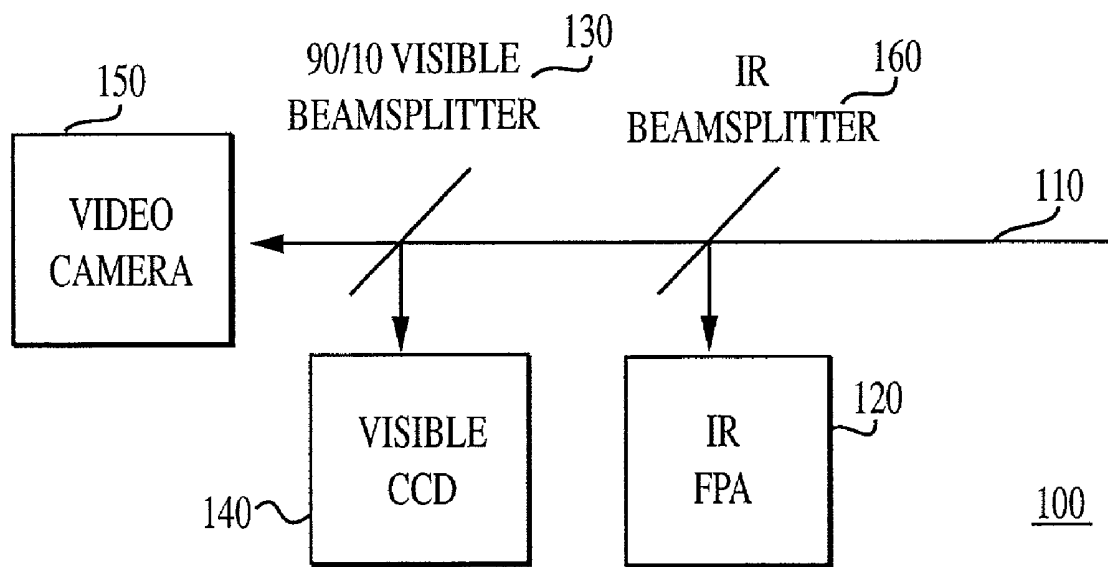 90/10 VISIBLE
BEAMSPLITTER
130
IR
BEAMSPLITTER
160
150
VIDEO
CAMERA
110
VISIBLE
CCD
140
IR
FPA
120
100